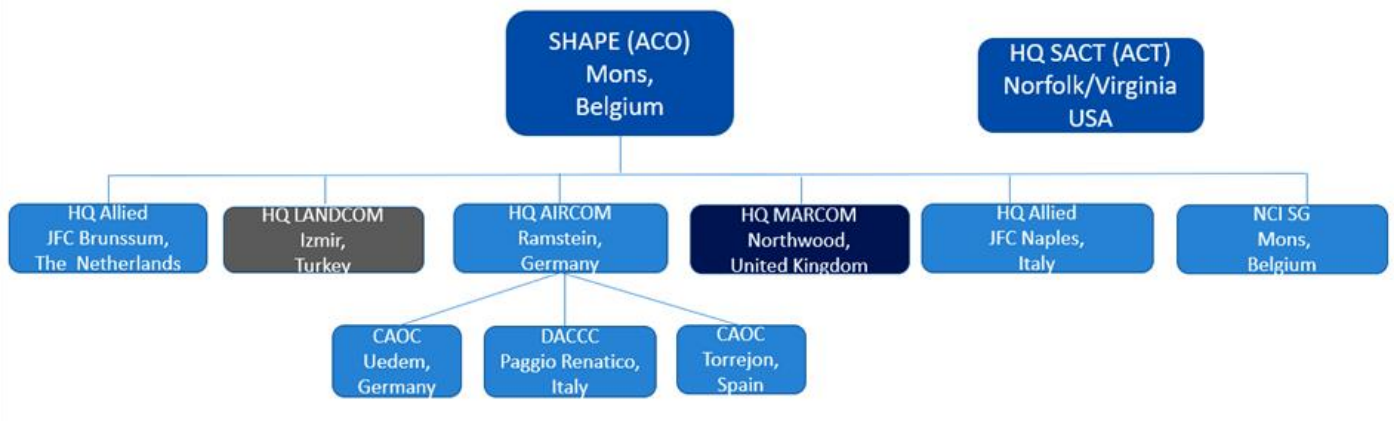 SHAPE (ACO)
Mons,
Belgium
HQ SACT (ACT)
Norfolk/Virginia
USA
HQ Allied
JFC Brunssum,
The Netherlands
HQ LANDCOM
Izmir,
Turkey
HQ AIRCOM
Ramstein,
Germany
HQ MARCOM
Northwood,
United Kingdom
HQ Allied
JFC Naples,
Italy
NCI SG
Mons,
Belgium
CAOC
Uedem,
Germany
DACCC
Paggio Renatico,
Italy
CAOC
Torrejon,
Spain